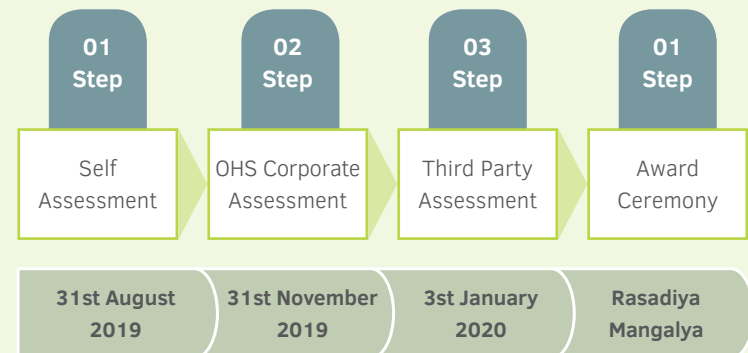 01
Step
02
Step
03
Step
01
Step
Self
Assessment
OHS Corporate
Assessment
Third Party
Assessment
Award
Ceremony
31st August
2019
31st November
2019
3st January
2020
Rasadiya
Mangalya